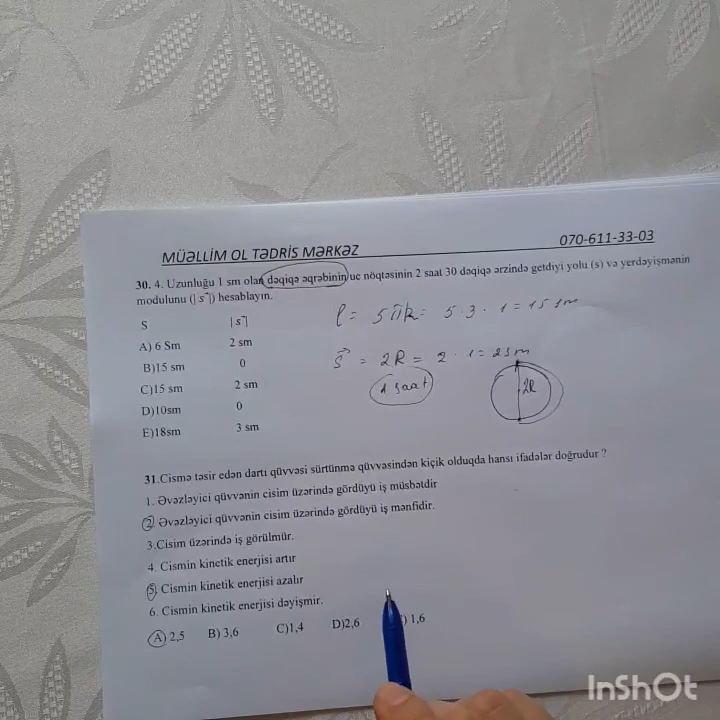 MÜƏLLİM OL TƏDRİS MƏRKƏZ 070-611-33-03
30. 4. Uzunluğu 1 sm olan dəqiqə əqrəbinin uc nöqtəsinin 2 saat 30 dəqiqə ərzində getdiyi yolu (s) və yerdəyişmənin
modulunu (|s⃗|) hesablayın.
S |s⃗|
A) 6 Sm 2 sm
B)15 sm 0
C)15 sm 2 sm
D)10sm 0
E)18sm 3 sm
ℓ = 5πR = 5 · 3 · 1 = 15 sm
s⃗ = 2R = 2 · 1 = 2 sm
1 saat
2R
31.Cismə təsir edən dartı qüvvəsi sürtünmə qüvvəsindən kiçik olduqda hansı ifadələr doğrudur ?
1. Əvəzləyici qüvvənin cisim üzərində gördüyü iş müsbətdir
2 Əvəzləyici qüvvənin cisim üzərində gördüyü iş mənfidir.
3.Cisim üzərində iş görülmür.
4. Cismin kinetik enerjisi artır
5. Cismin kinetik enerjisi azalır
6. Cismin kinetik enerjisi dəyişmir.
A) 2,5 B) 3,6 C)1,4 D)2,6 ) 1,6
InShOt